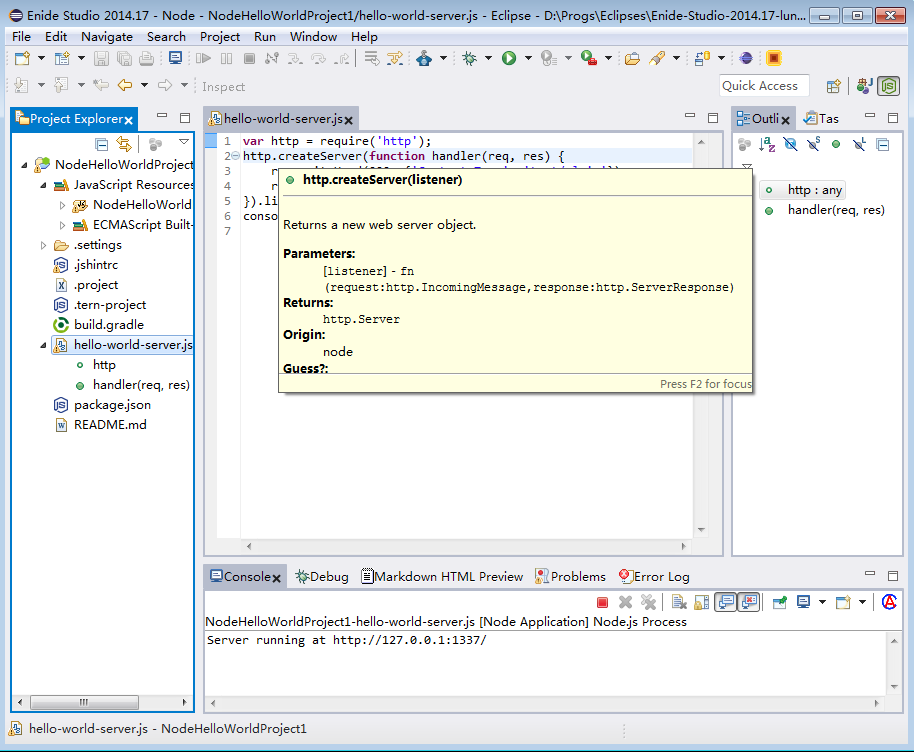 Enide Studio 2014.17 - Node - NodeHelloWorldProject1/hello-world-server.js - Eclipse - D:\Progs\Eclipses\Enide-Studio-2014.17-lun...
File Edit Navigate Search Project Run Window Help
Inspect
Quick Access
Project Explorer
NodeHelloWorldProject
JavaScript Resources
NodeHelloWorld
ECMAScript Built-
.settings
.jshintrc
.project
.tern-project
build.gradle
hello-world-server.js
http
handler(req, res)
package.json
README.md
hello-world-server.js
1 var http = require('http');
2 http.createServer(function handler(req, res) {
3
4
5 }).li
6 conso
7
http.createServer(listener)
Returns a new web server object.
Parameters:
[listener] - fn
(request:http.IncomingMessage,response:http.ServerResponse)
Returns:
http.Server
Origin:
node
Guess?:
Press F2 for focus
Outli Tas
http : any
handler(req, res)
Console Debug Markdown HTML Preview Problems Error Log
NodeHelloWorldProject1-hello-world-server.js [Node Application] Node.js Process
Server running at http://127.0.0.1:1337/
hello-world-server.js - NodeHelloWorldProject1